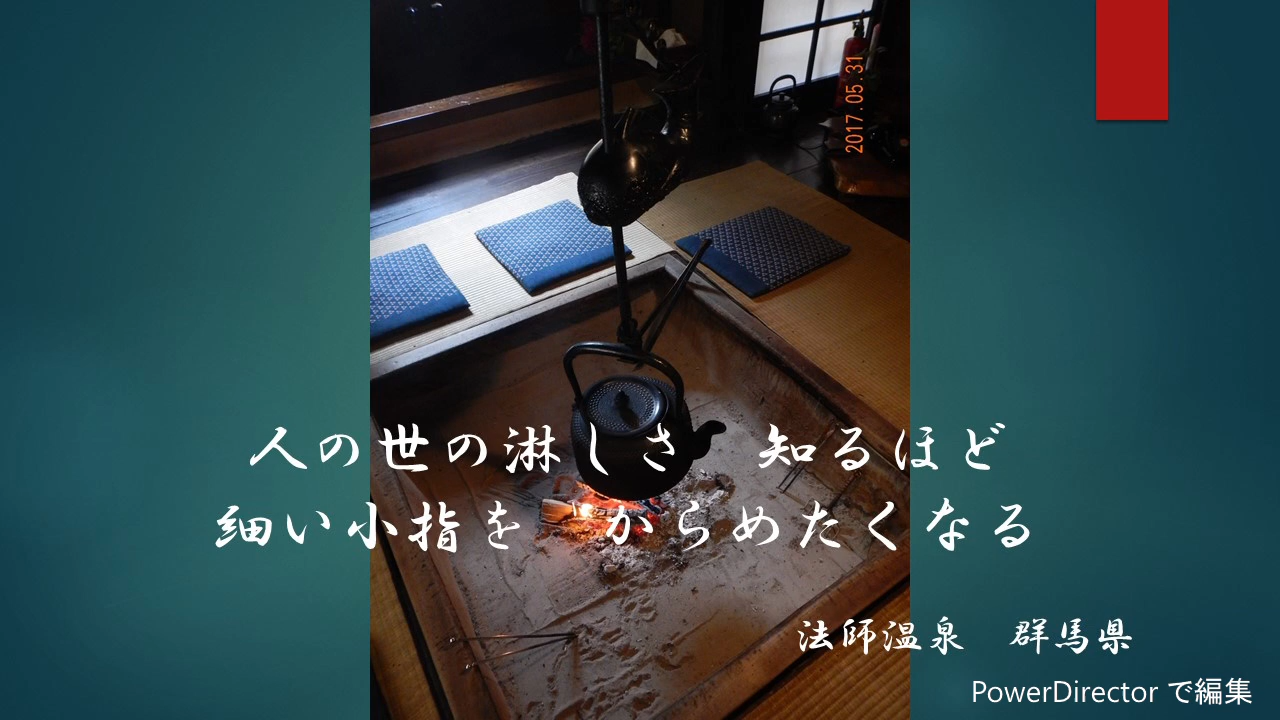 2017.05.31
人の世の淋しさ　知るほど
細い小指を　からめたくなる
法師温泉　群馬県
PowerDirector で編集